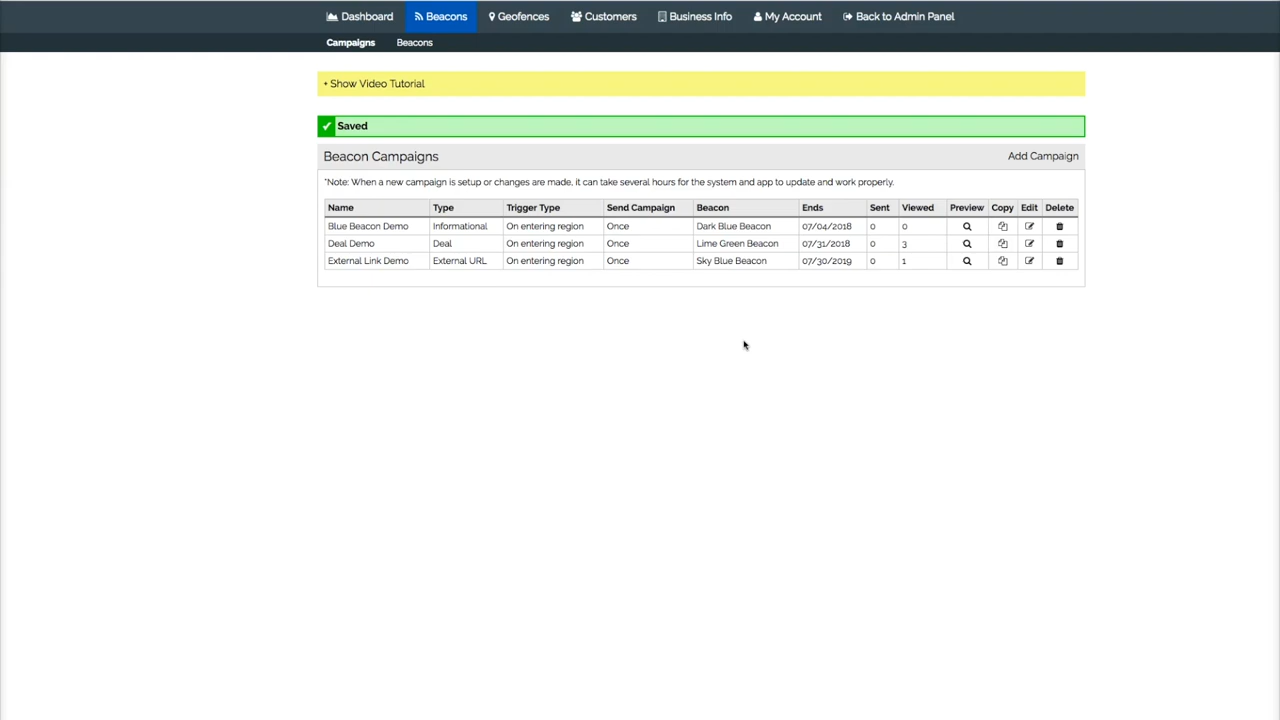 Dashboard Beacons Geofences Customers Business Info My Account Back to Admin Panel
Campaigns Beacons
+ Show Video Tutorial
Saved
Beacon Campaigns Add Campaign
*Note: When a new campaign is setup or changes are made, it can take several hours for the system and app to update and work properly.
Name Type Trigger Type Send Campaign Beacon Ends Sent Viewed Preview Copy Edit Delete
Blue Beacon Demo Informational On entering region Once Dark Blue Beacon 07/04/2018 0 0
Deal Demo Deal On entering region Once Lime Green Beacon 07/31/2018 0 3
External Link Demo External URL On entering region Once Sky Blue Beacon 07/30/2019 0 1